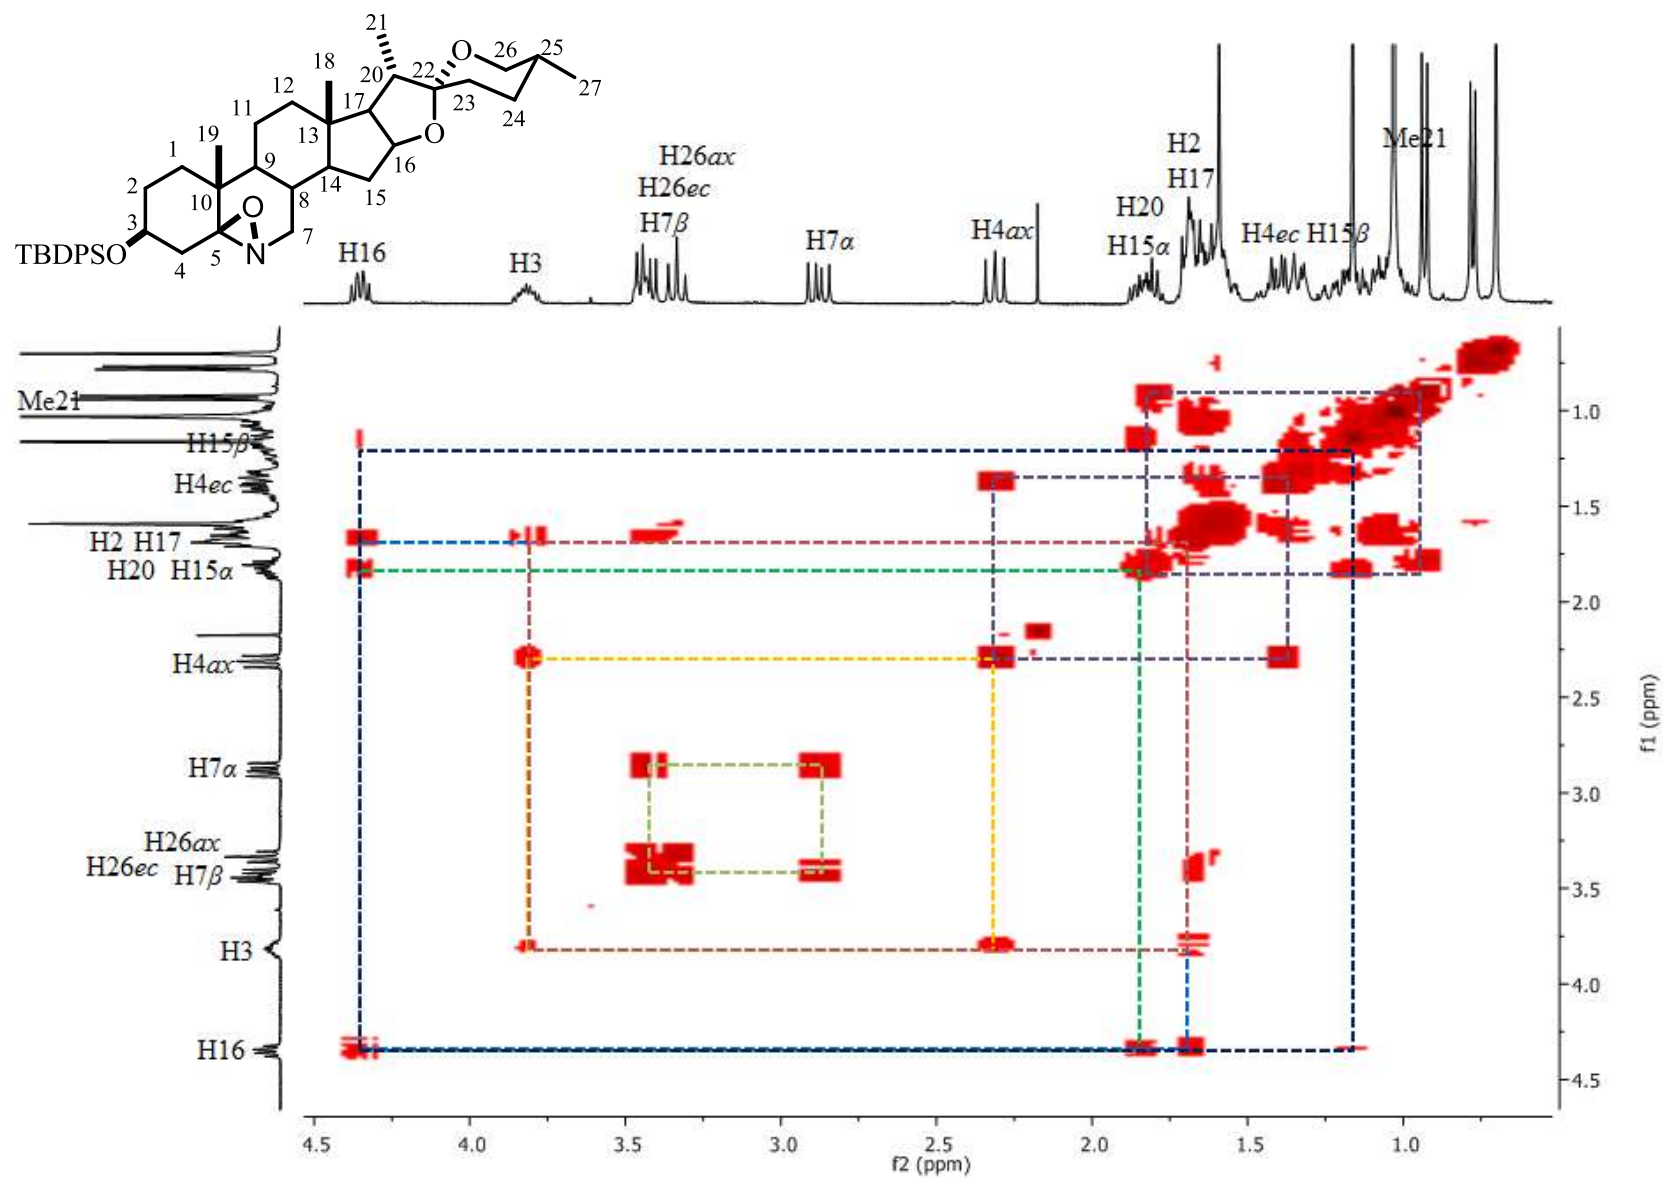 21
18
20
22
O
26
25
27
12
11
17
23
24
19
13
O
1
9
16
14
15
2
10
8
O
3
5
7
TBDPSO
4
N
H16
H3
H26ax
H26ec
H7β
H7α
H4ax
H20
H15α
H2
H17
H4ec H15β
Me21
Me21
H15β
H4ec
H2 H17
H20 H15α
H4ax
H7α
H26ax
H26ec H7β
H3
H16
1.0
1.5
2.0
2.5
3.0
3.5
4.0
4.5
f1 (ppm)
4.5 4.0 3.5 3.0 2.5 2.0 1.5 1.0
f2 (ppm)